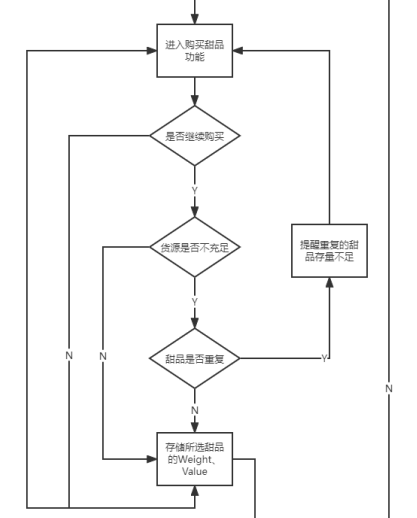 进入购买甜品
功能
是否继续购买
Y
货源是否不充足
提醒重复的甜
品存量不足
Y
N
N
甜品是否重复
Y
N
N
存储所选甜品
的Weight、
Value